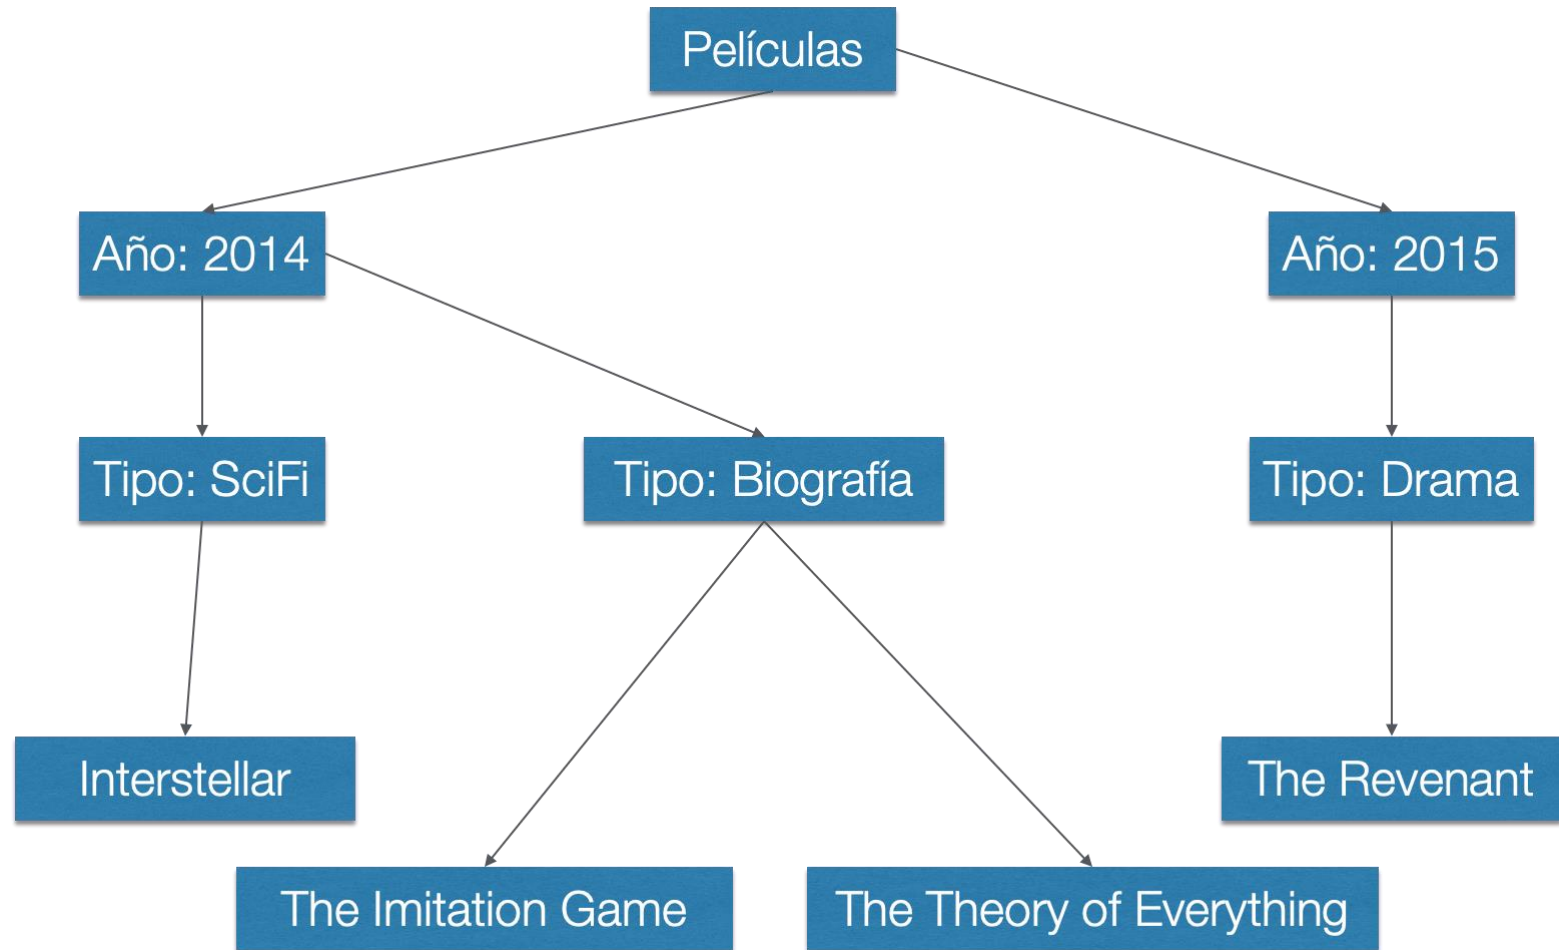 Películas
Año: 2014
Año: 2015
Tipo: SciFi
Tipo: Biografía
Tipo: Drama
Interstellar
The Revenant
The Imitation Game
The Theory of Everything